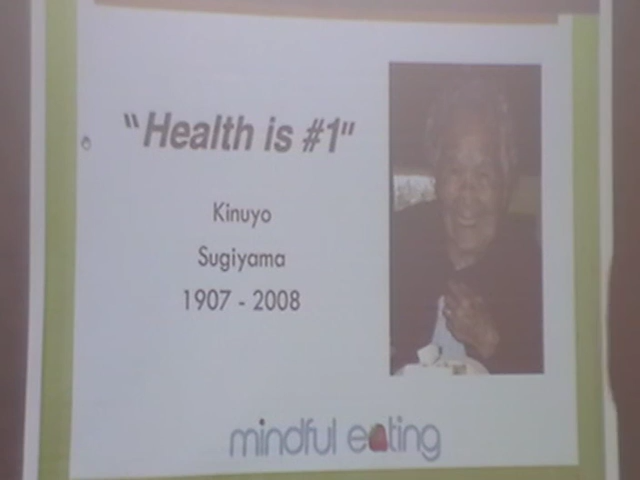 "Health is #1"
Kinuyo
Sugiyama
1907 - 2008
mindful eating